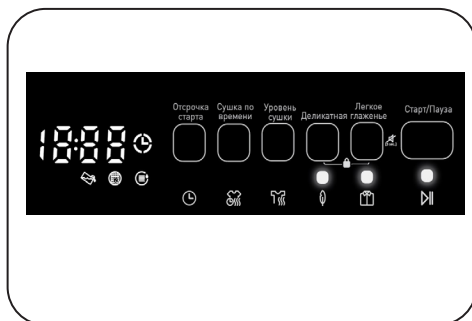 Отсрочка
старта
Сушка по
времени
Уровень
сушки
Деликатная
Легкое
глаженье
Старт/Пауза
18:88